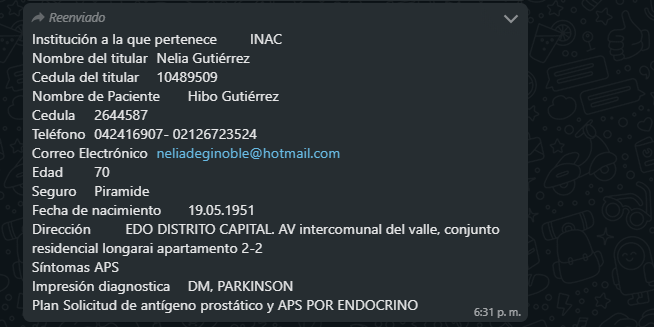 Reenviado
Institución a la que pertenece INAC
Nombre del titular Nelia Gutiérrez
Cedula del titular 10489509
Nombre de Paciente Hibo Gutiérrez
Cedula 2644587
Teléfono 042416907- 02126723524
Correo Electrónico neliadeginoble@hotmail.com
Edad 70
Seguro Piramide
Fecha de nacimiento 19.05.1951
Dirección EDO DISTRITO CAPITAL. AV intercomunal del valle, conjunto
residencial longarai apartamento 2-2
Síntomas APS
Impresión diagnostica DM, PARKINSON
Plan Solicitud de antígeno prostático y APS POR ENDOCRINO
6:31 p. m.